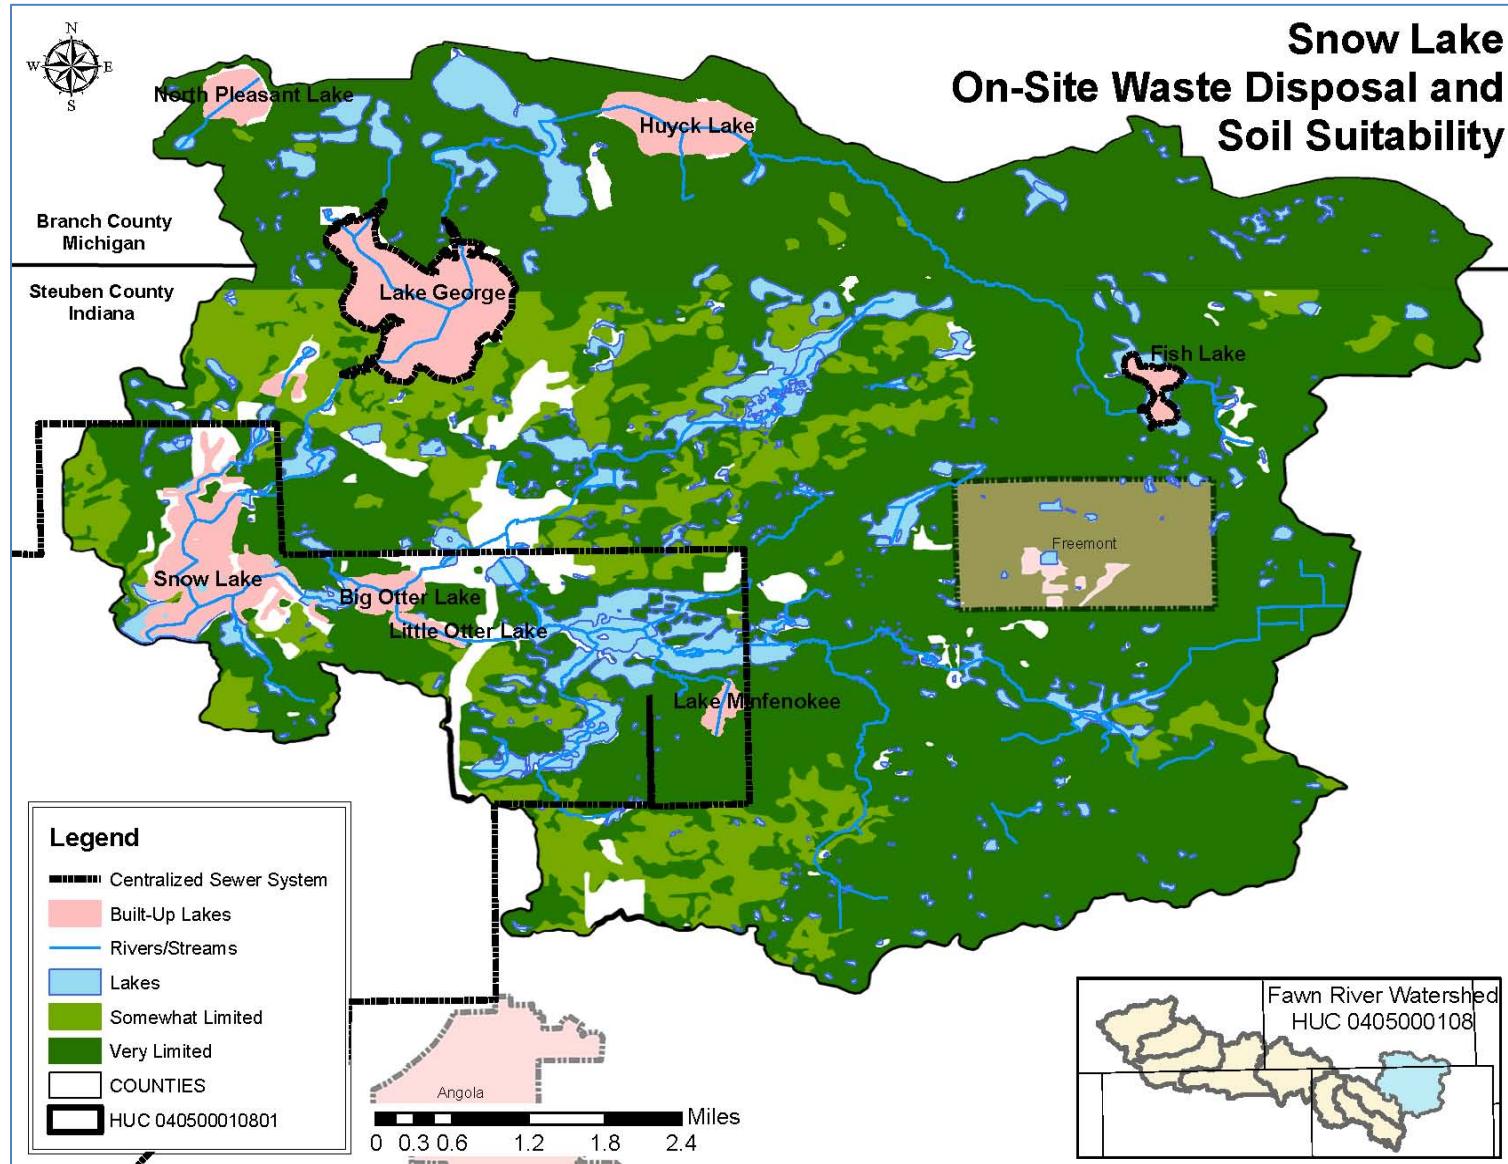 Snow Lake
On-Site Waste Disposal and
Soil Suitability
N
W E
S
North Pleasant Lake
Huyck Lake
Branch County
Michigan
Steuben County
Indiana
Lake George
Fish Lake
Freemont
Snow Lake
Big Otter Lake
Little Otter Lake
Lake Minfenokee
Legend
Centralized Sewer System
Built-Up Lakes
Rivers/Streams
Lakes
Somewhat Limited
Very Limited
COUNTIES
HUC 040500010801
Angola
Miles
0 0.3 0.6 1.2 1.8 2.4
Fawn River Watershed
HUC 0405000108